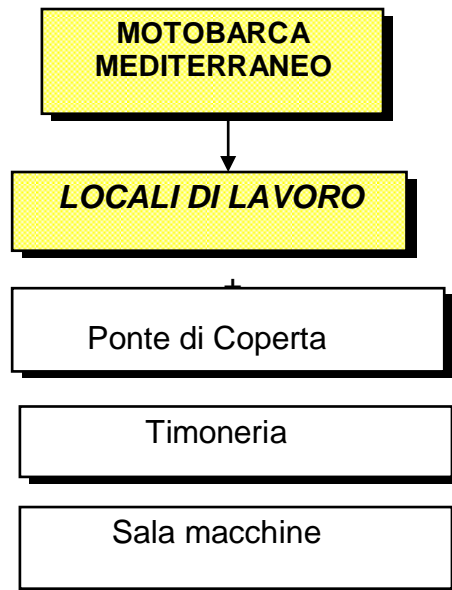 MOTOBARCA
MEDITERRANEO
LOCALI DI LAVORO
Ponte di Coperta
Timoneria
Sala macchine